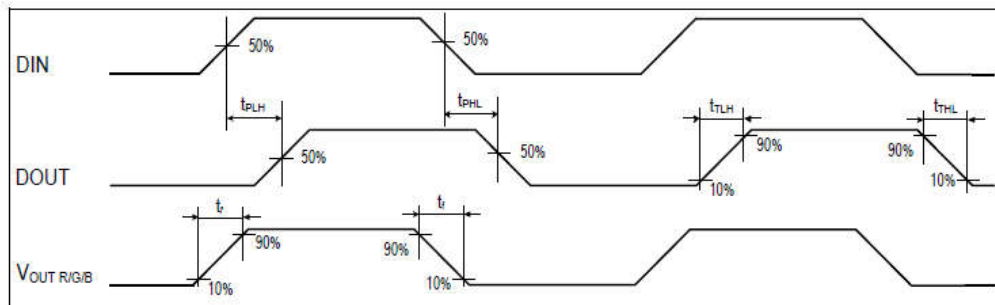 DIN
50%
50%
tPLH
tPHL
tTLH
tTHL
DOUT
50%
50%
90%
90%
10%
10%
tr
tf
VOUT R/G/B
90%
90%
10%
10%